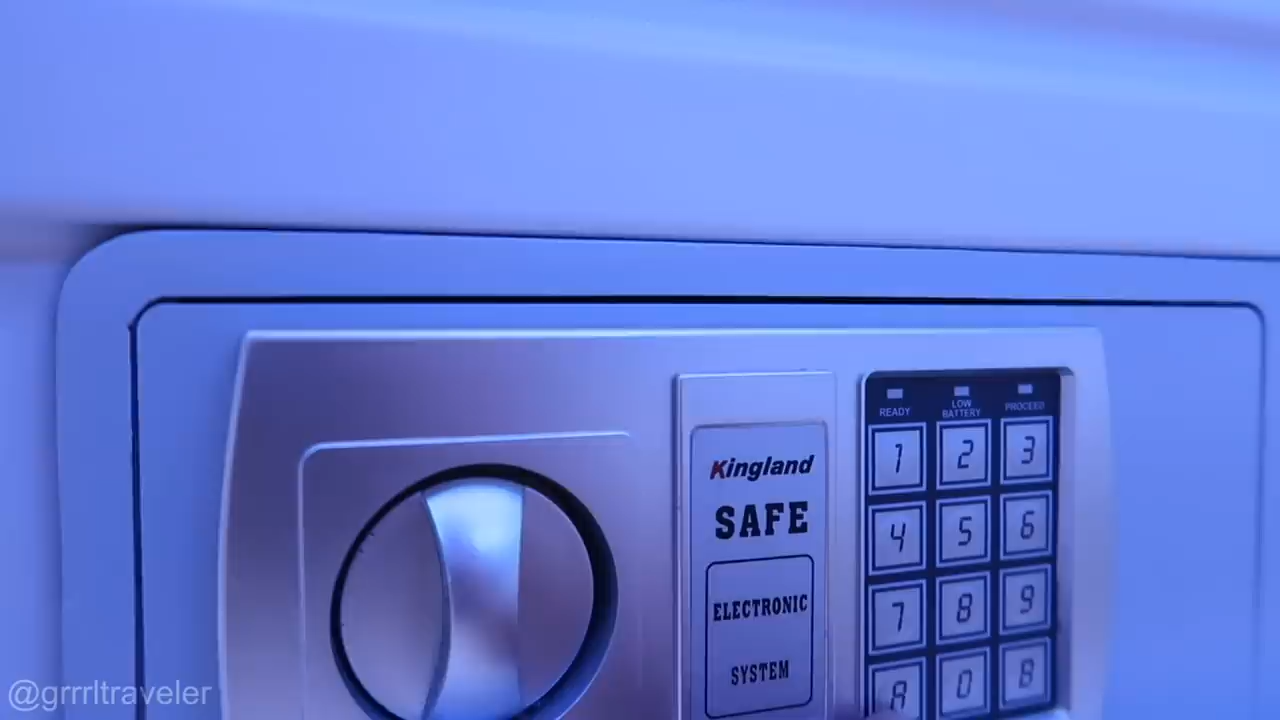 Kingland
SAFE
ELECTRONIC
SYSTEM
READY
LOW
BATTERY
PROCEED
1 2 3
4 5 6
7 8 9
A 0 B
@grrrltraveler